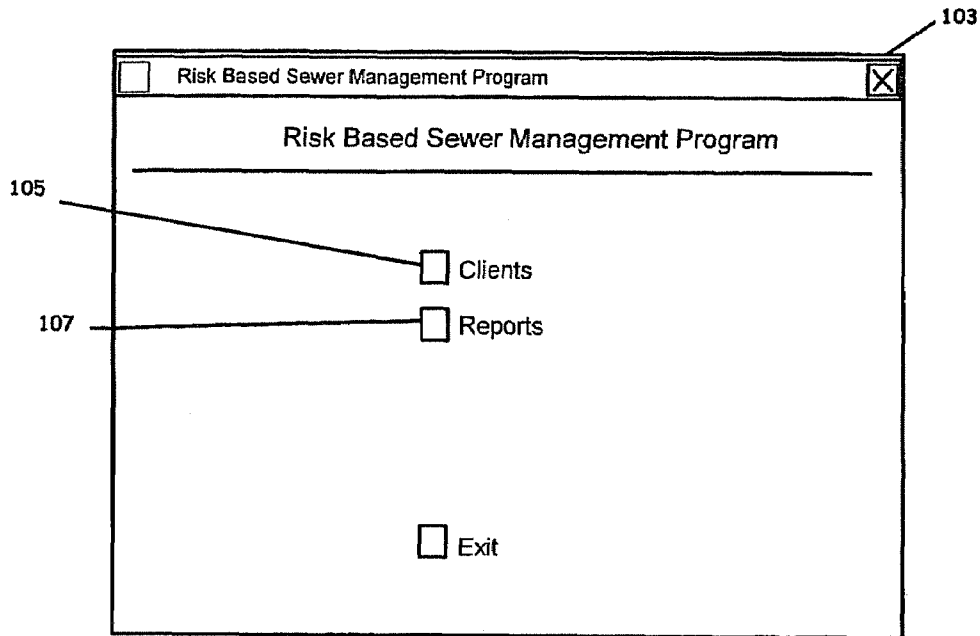 103
Risk Based Sewer Management Program
Risk Based Sewer Management Program
105
Clients
107
Reports
Exit